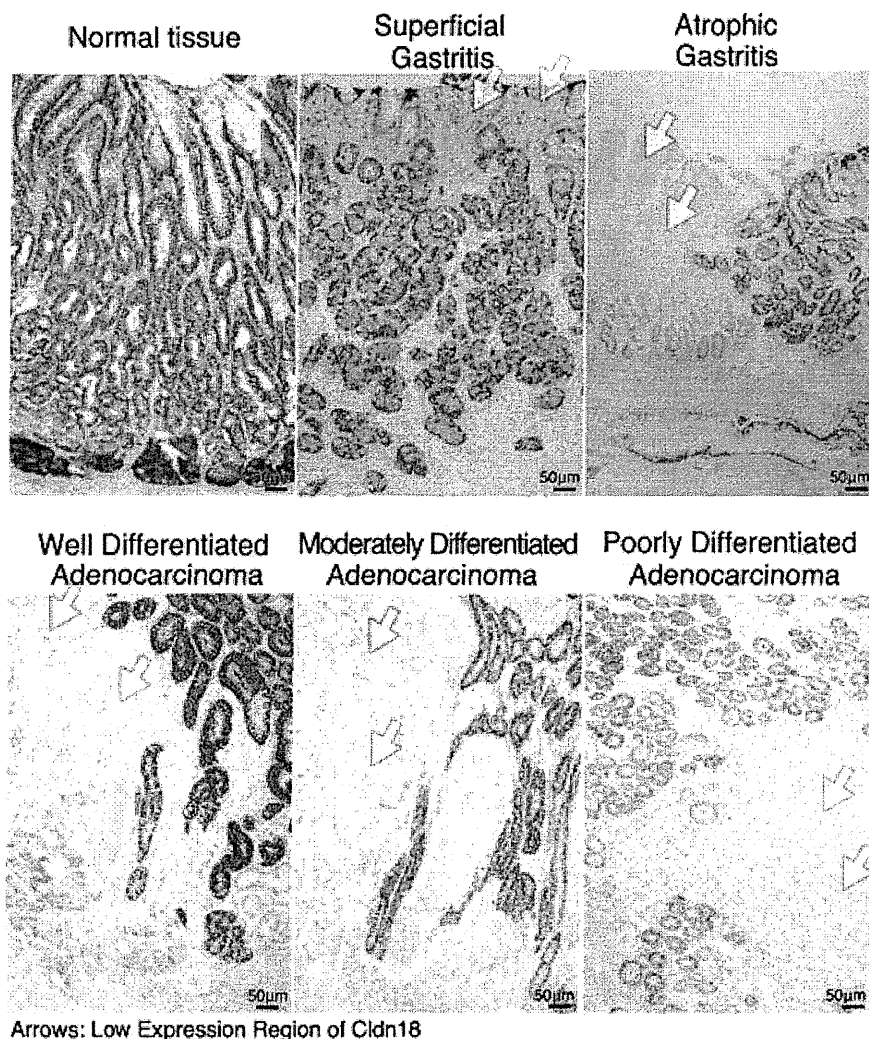 Normal tissue
Superficial
Gastritis
Atrophic
Gastritis
50μm
50μm
50μm
Well Differentiated
Adenocarcinoma
Moderately Differentiated
Adenocarcinoma
Poorly Differentiated
Adenocarcinoma
50μm
50μm
50μm
Arrows: Low Expression Region of Cldn18